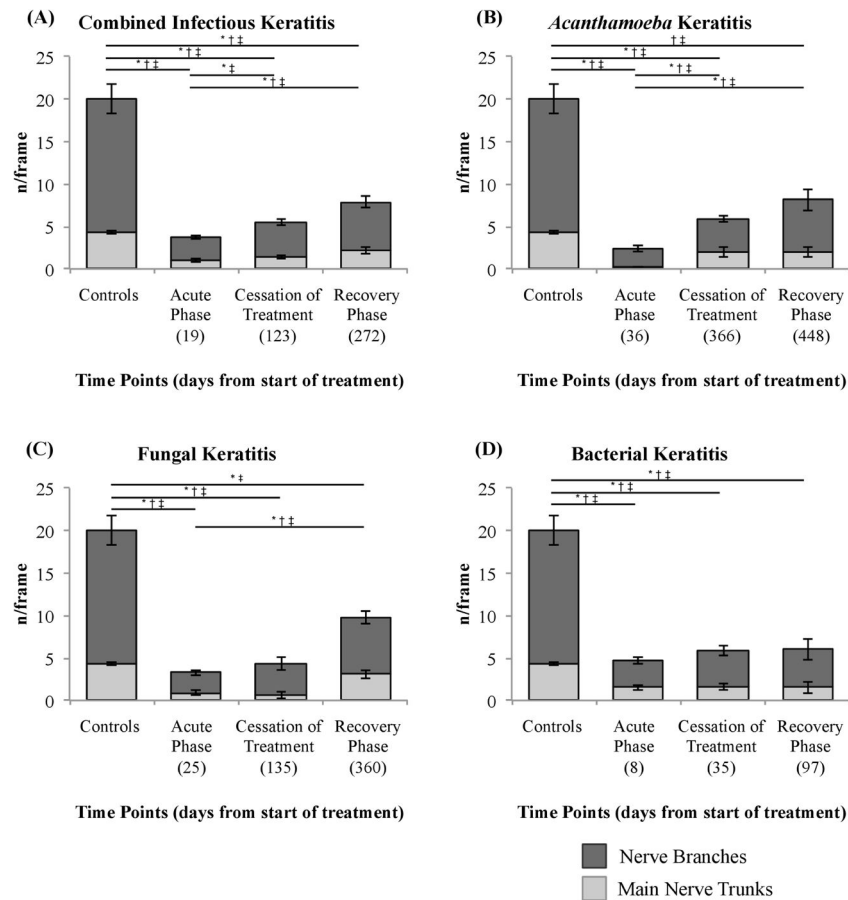 (A) Combined Infectious Keratitis
*†‡
*†‡
*†‡ *‡
*†‡
25
20
15
10
5
0
n/frame
Controls Acute Phase (19) Cessation of Treatment (123) Recovery Phase (272)
Time Points (days from start of treatment)
(B) Acanthamoeba Keratitis
†‡
*†‡
*†‡ *†‡
*†‡
25
20
15
10
5
0
n/frame
Controls Acute Phase (36) Cessation of Treatment (366) Recovery Phase (448)
Time Points (days from start of treatment)
(C) Fungal Keratitis
*‡
*†‡
*†‡
*†‡
25
20
15
10
5
0
n/frame
Controls Acute Phase (25) Cessation of Treatment (135) Recovery Phase (360)
Time Points (days from start of treatment)
(D) Bacterial Keratitis
*†‡
*†‡
*†‡
25
20
15
10
5
0
n/frame
Controls Acute Phase (8) Cessation of Treatment (35) Recovery Phase (97)
Time Points (days from start of treatment)
Nerve Branches
Main Nerve Trunks